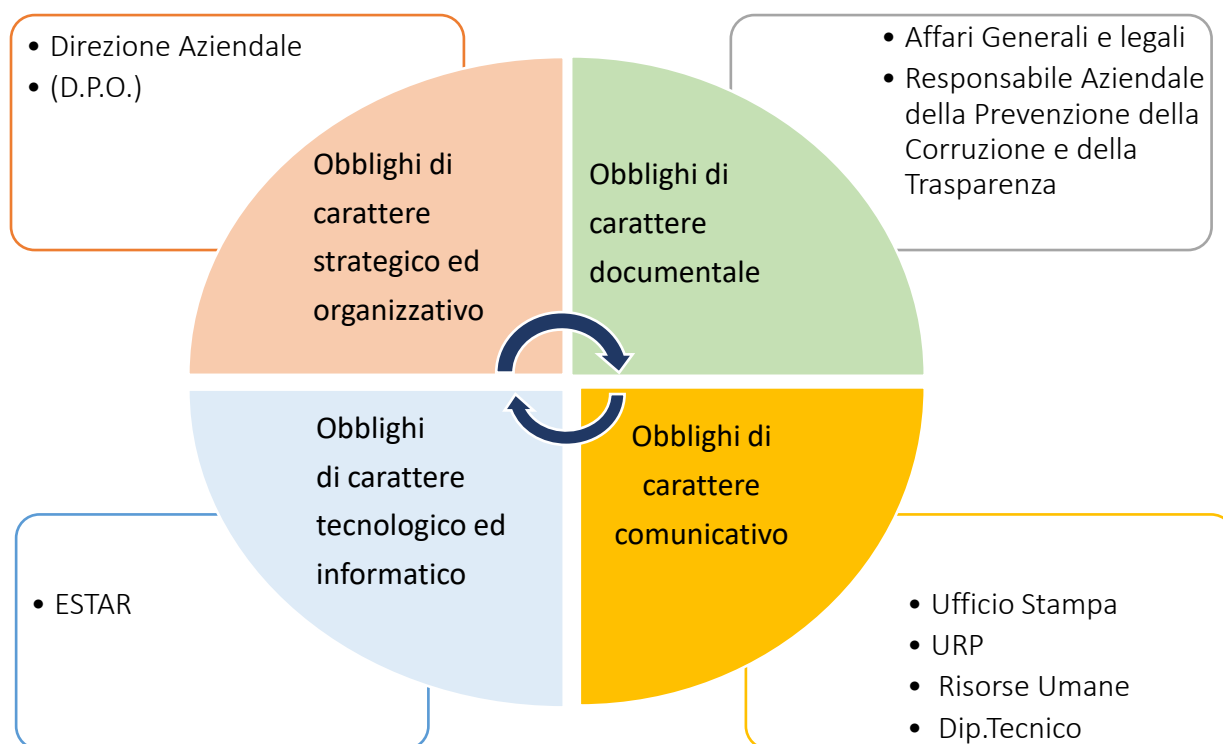 • Direzione Aziendale
• (D.P.O.)
• Affari Generali e legali
• Responsabile Aziendale
della Prevenzione della
Corruzione e della
Trasparenza
Obblighi di
carattere
strategico ed
organizzativo
Obblighi di
carattere
documentale
Obblighi
di carattere
tecnologico ed
informatico
Obblighi di
carattere
comunicativo
• ESTAR
• Ufficio Stampa
• URP
• Risorse Umane
• Dip.Tecnico